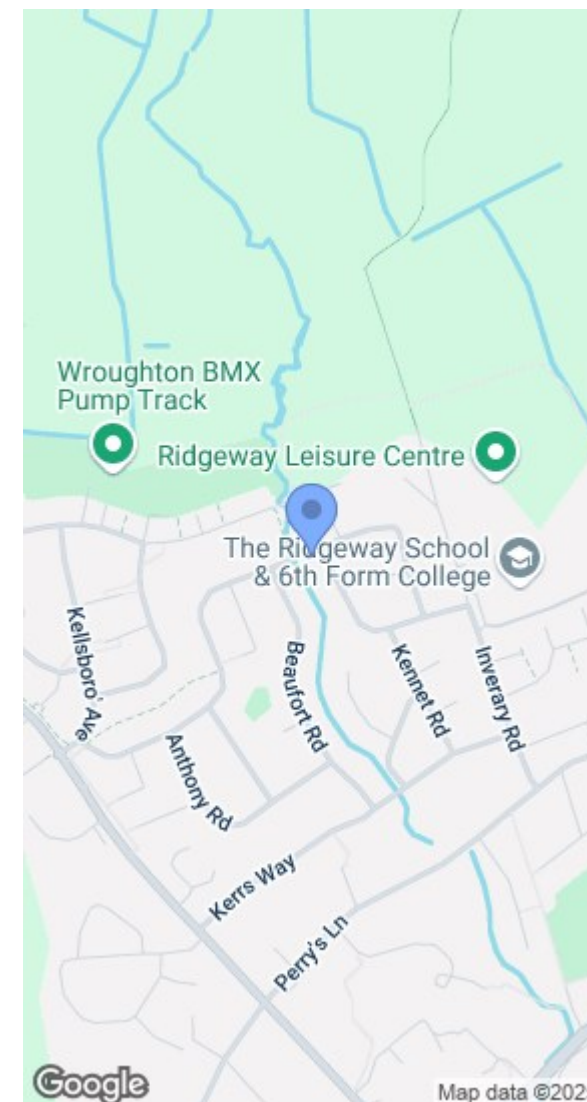 Wroughton BMX
Pump Track
Ridgeway Leisure Centre
The Ridgeway School
& 6th Form College
Kellsboro' Ave
Beaufort Rd
Kennet Rd
Inverary Rd
Anthony Rd
Kerrs Way
Perry's Ln
Google
Map data ©202